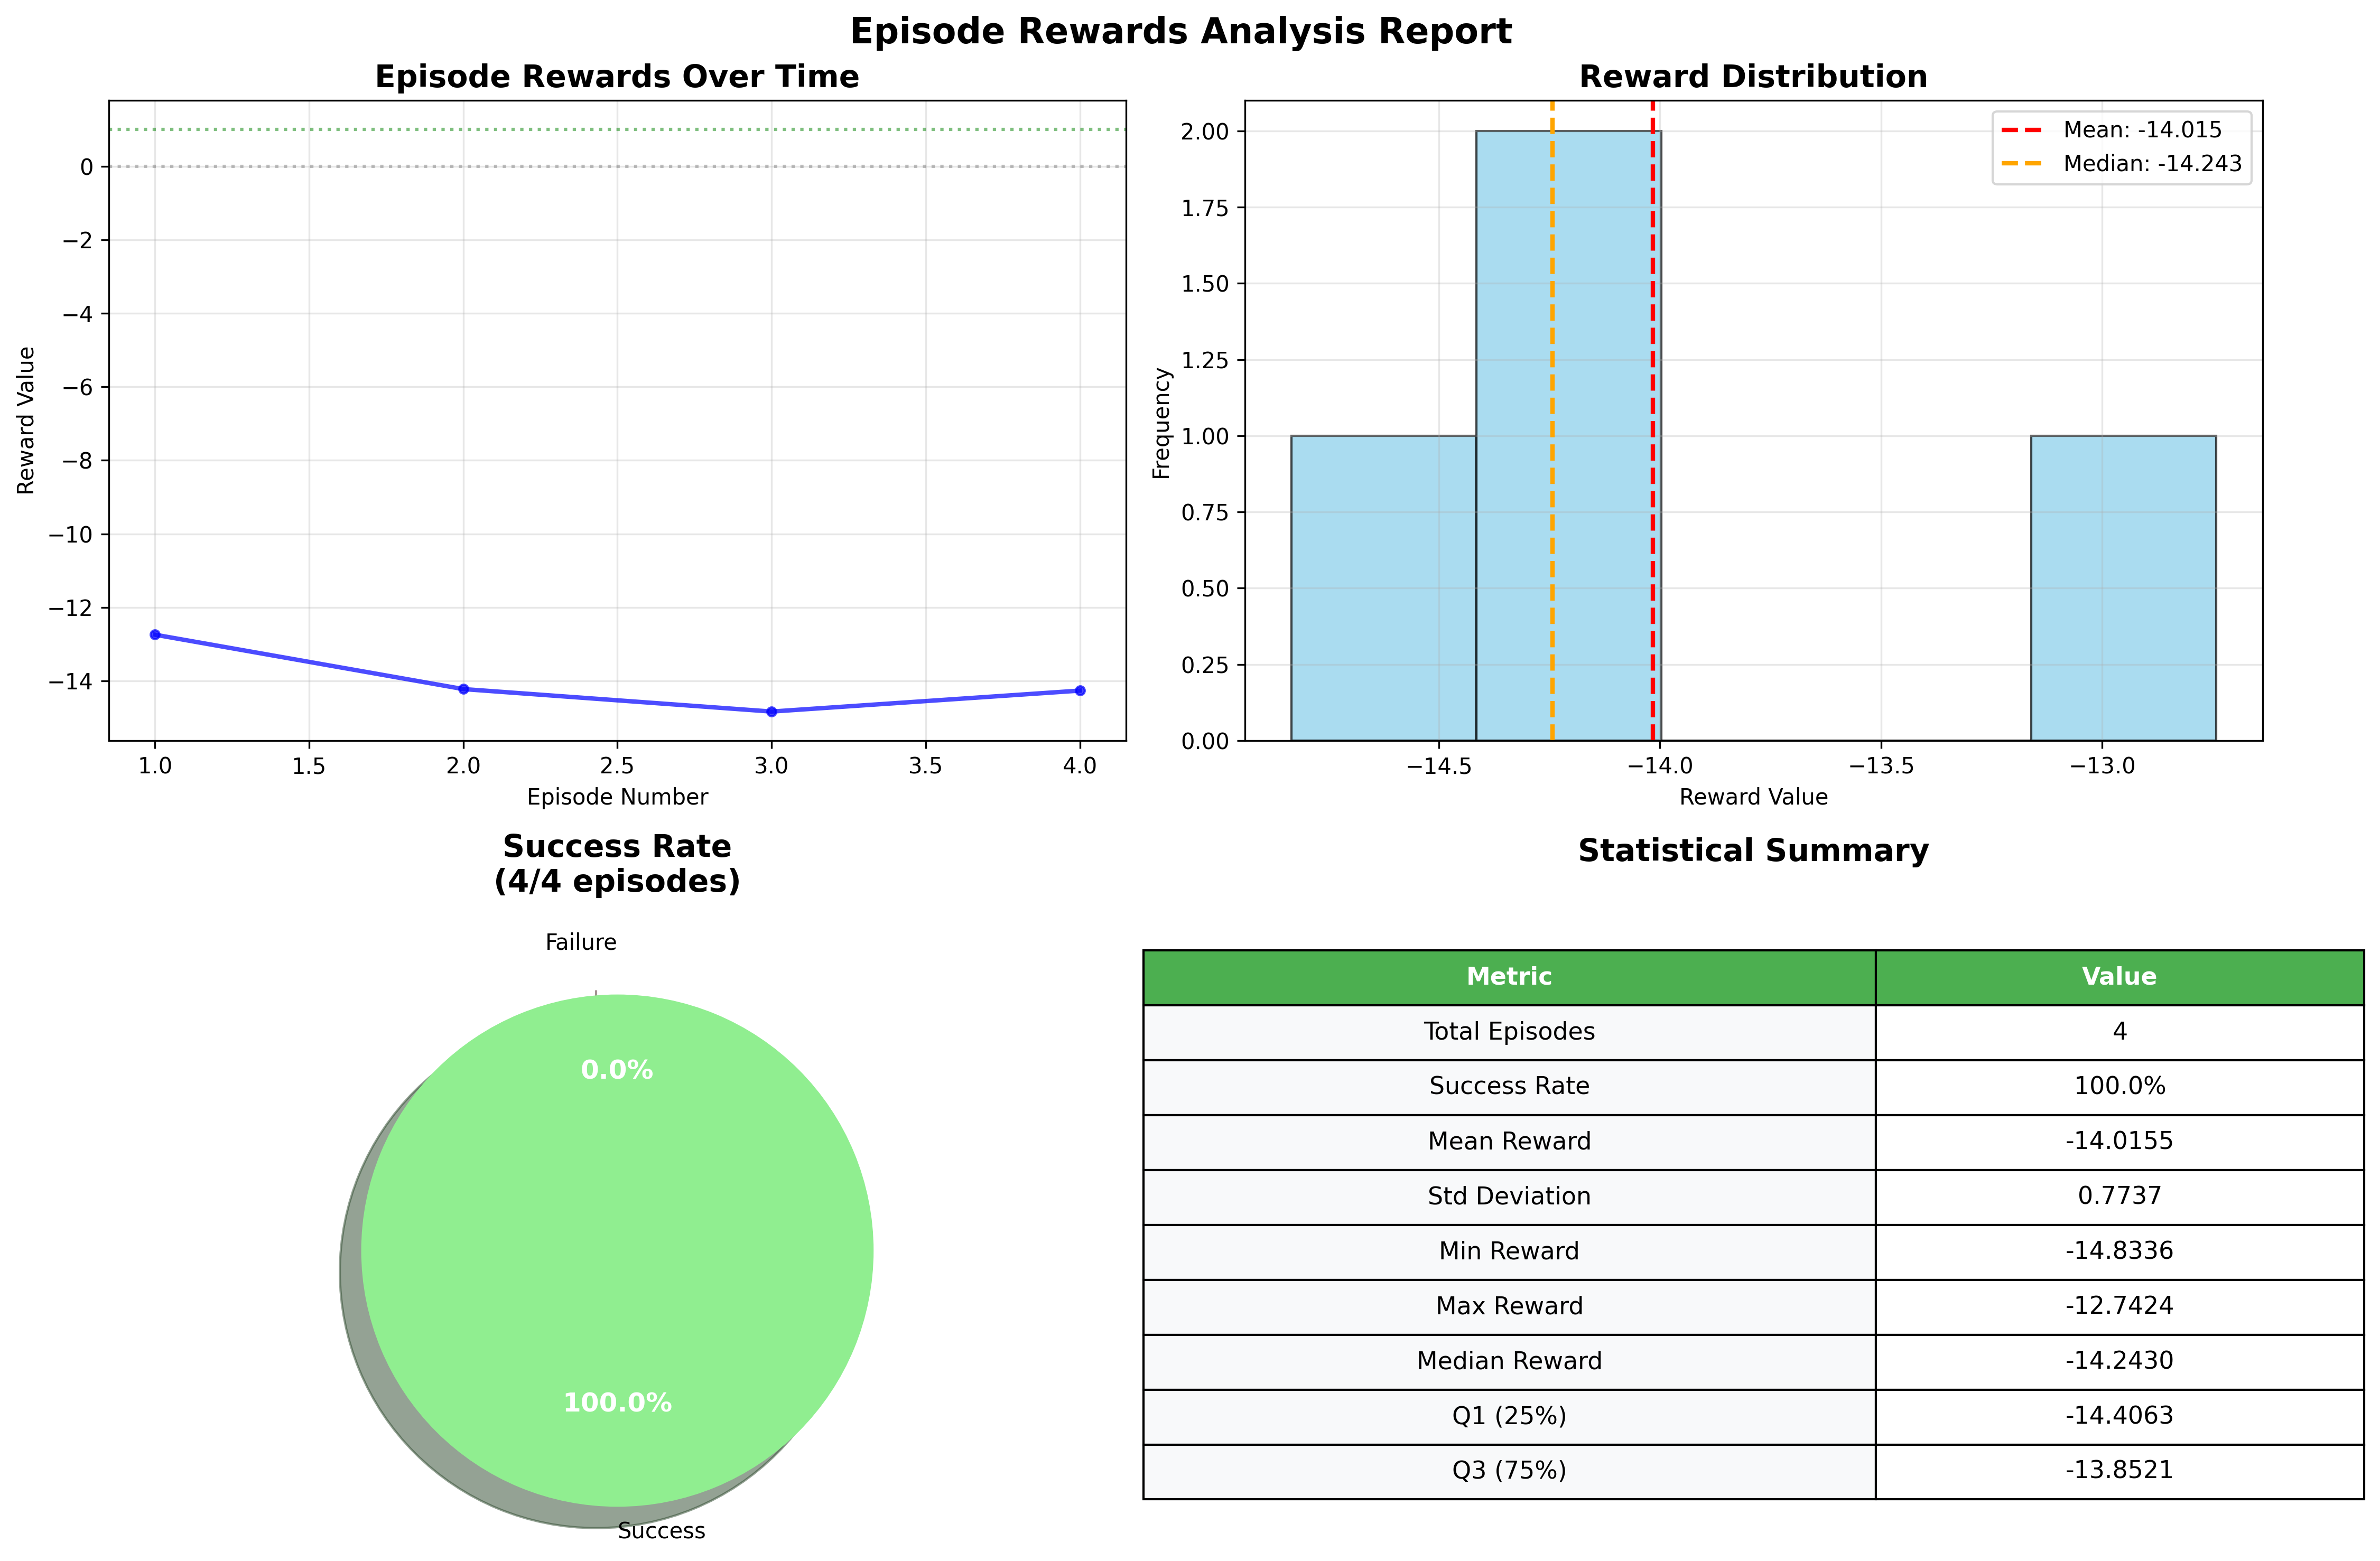 Episode Rewards Analysis Report
Episode Rewards Over Time
Reward Value
0
−2
−4
−6
−8
−10
−12
−14
1.0 1.5 2.0 2.5 3.0 3.5 4.0
Episode Number
Reward Distribution
Mean: -14.015
Median: -14.243
Frequency
2.00
1.75
1.50
1.25
1.00
0.75
0.50
0.25
0.00
−14.5 −14.0 −13.5 −13.0
Reward Value
Success Rate
(4/4 episodes)
Failure
0.0%
100.0%
Success
Statistical Summary
Metric Value
Total Episodes 4
Success Rate 100.0%
Mean Reward -14.0155
Std Deviation 0.7737
Min Reward -14.8336
Max Reward -12.7424
Median Reward -14.2430
Q1 (25%) -14.4063
Q3 (75%) -13.8521